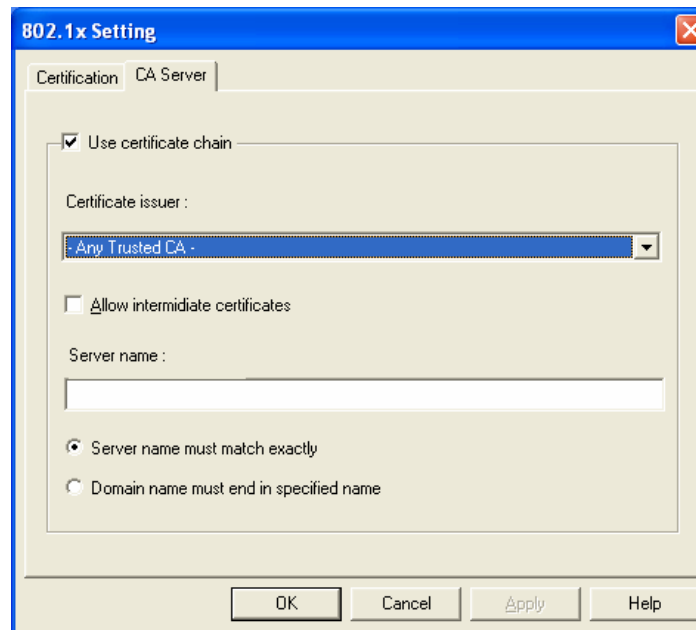 802.1x Setting
Certification CA Server
Use certificate chain
Certificate issuer :
- Any Trusted CA -
Allow intermidiate certificates
Server name :
Server name must match exactly
Domain name must end in specified name
OK Cancel Apply Help